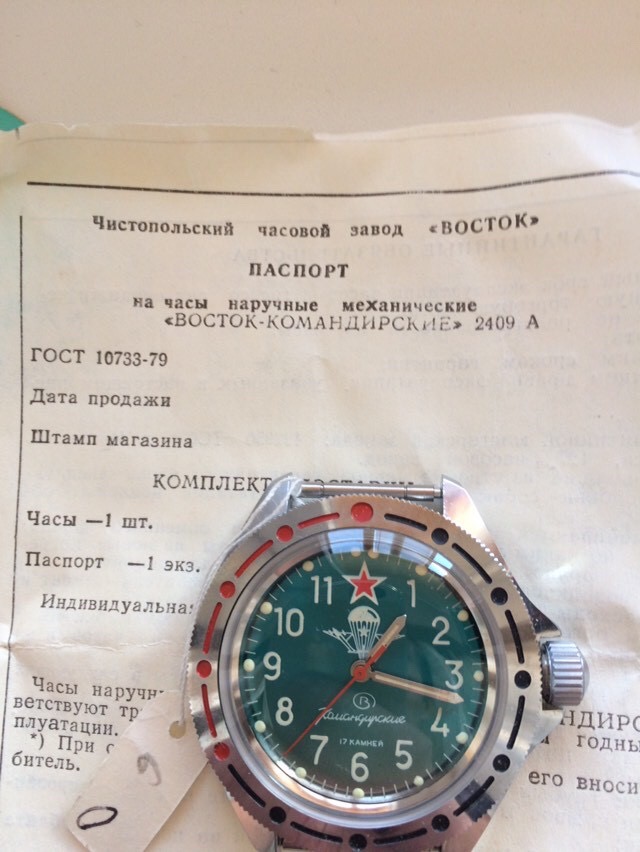 Чистопольский часовой завод «ВОСТОК»
ПАСПОРТ
на часы наручные механические
«ВОСТОК-КОМАНДИРСКИЕ» 2409 А
ГОСТ 10733-79
Дата продажи
Штамп магазина
КОМПЛЕКТ
Часы —1 шт.
Паспорт —1 экз.
Индивидуальна
Часы наручн
ветствуют
плуатации.
*) При
битель.
НДИРС
годны
его вносит
11
1
10
2
9
3
8
4
7
6
5
В
Командирские
17 КАМНЕЙ